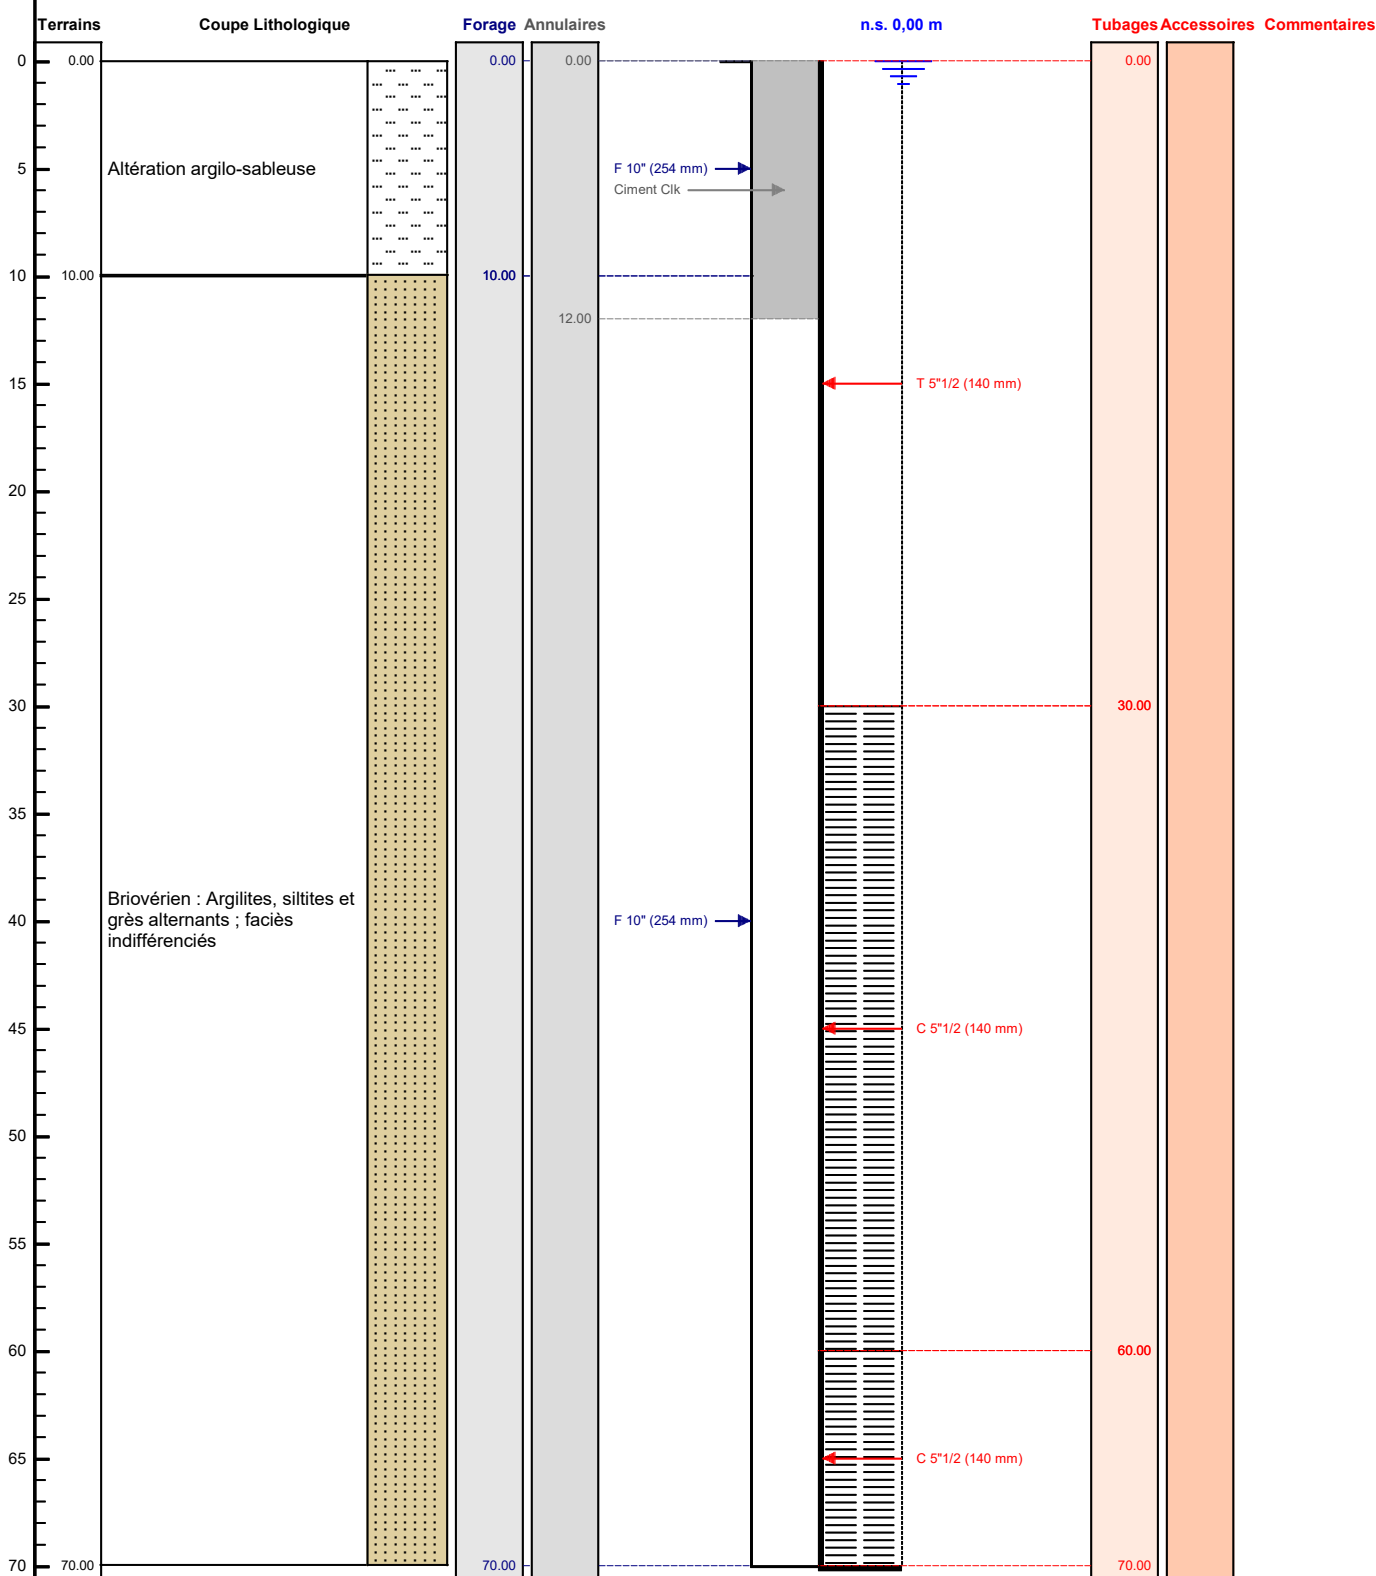 Terrains Coupe Lithologique Forage Annulaires n.s. 0,00 m Tubages Accessoires Commentaires
0 0.00 0.00 0.00 0.00
5 Altération argilo-sableuse F 10" (254 mm)
Ciment Clk
10 10.00 10.00
12.00
15 T 5"1/2 (140 mm)
20
25
30 30.00
35
Briovérien : Argilites, siltites et
40 grès alternants ; faciès F 10" (254 mm)
indifférenciés
45 C 5"1/2 (140 mm)
50
55
60 60.00
65 C 5"1/2 (140 mm)
70 70.00 70.00 70.00